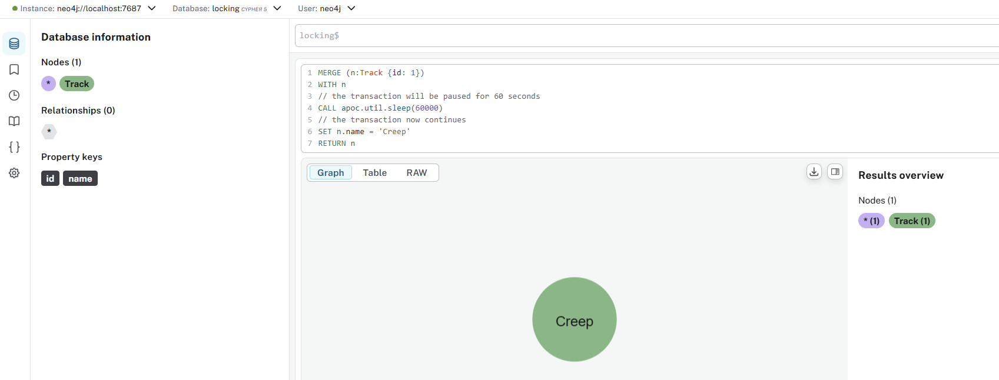 Instance: neo4j://localhost:7687 Database: locking CYPHER 5 User: neo4j
Database information
Nodes (1)
* Track
Relationships (0)
*
Property keys
id name
locking$
1 MERGE (n:Track {id: 1})
2 WITH n
3 // the transaction will be paused for 60 seconds
4 CALL apoc.util.sleep(60000)
5 // the transaction now continues
6 SET n.name = 'Creep'
7 RETURN n
Graph Table RAW
Creep
Results overview
Nodes (1)
* (1) Track (1)